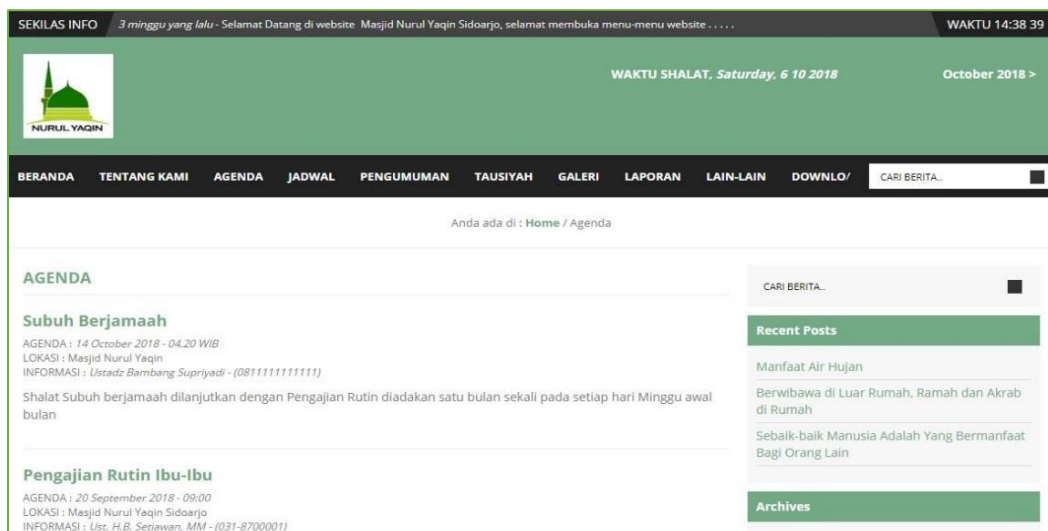 SEKILAS INFO 3 minggu yang lalu - Selamat Datang di website Masjid Nurul Yaqin Sidoarjo, selamat membuka menu-menu website . . . . . WAKTU 14:38 39
NURUL YAQIN
WAKTU SHALAT, Saturday, 6 10 2018
October 2018 >
BERANDA TENTANG KAMI AGENDA JADWAL PENGUMUMAN TAUSIYAH GALERI LAPORAN LAIN-LAIN DOWNLO/ CARI BERITA..
Anda ada di : Home / Agenda
AGENDA
Subuh Berjamaah
AGENDA : 14 October 2018 - 04.20 WIB
LOKASI : Masjid Nurul Yaqin
INFORMASI : Ustadz Bambang Supriyadi - (0811111111111)
Shalat Subuh berjamaah dilanjutkan dengan Pengajian Rutin diadakan satu bulan sekali pada setiap hari Minggu awal
bulan
Pengajian Rutin Ibu-Ibu
AGENDA : 20 September 2018 - 09:00
LOKASI : Masjid Nurul Yaqin Sidoarjo
INFORMASI : Ust. H.B. Setiawan, MM - (031-8700001)
CARI BERITA..
Recent Posts
Manfaat Air Hujan
Berwibawa di Luar Rumah, Ramah dan Akrab
di Rumah
Sebaik-baik Manusia Adalah Yang Bermanfaat
Bagi Orang Lain
Archives